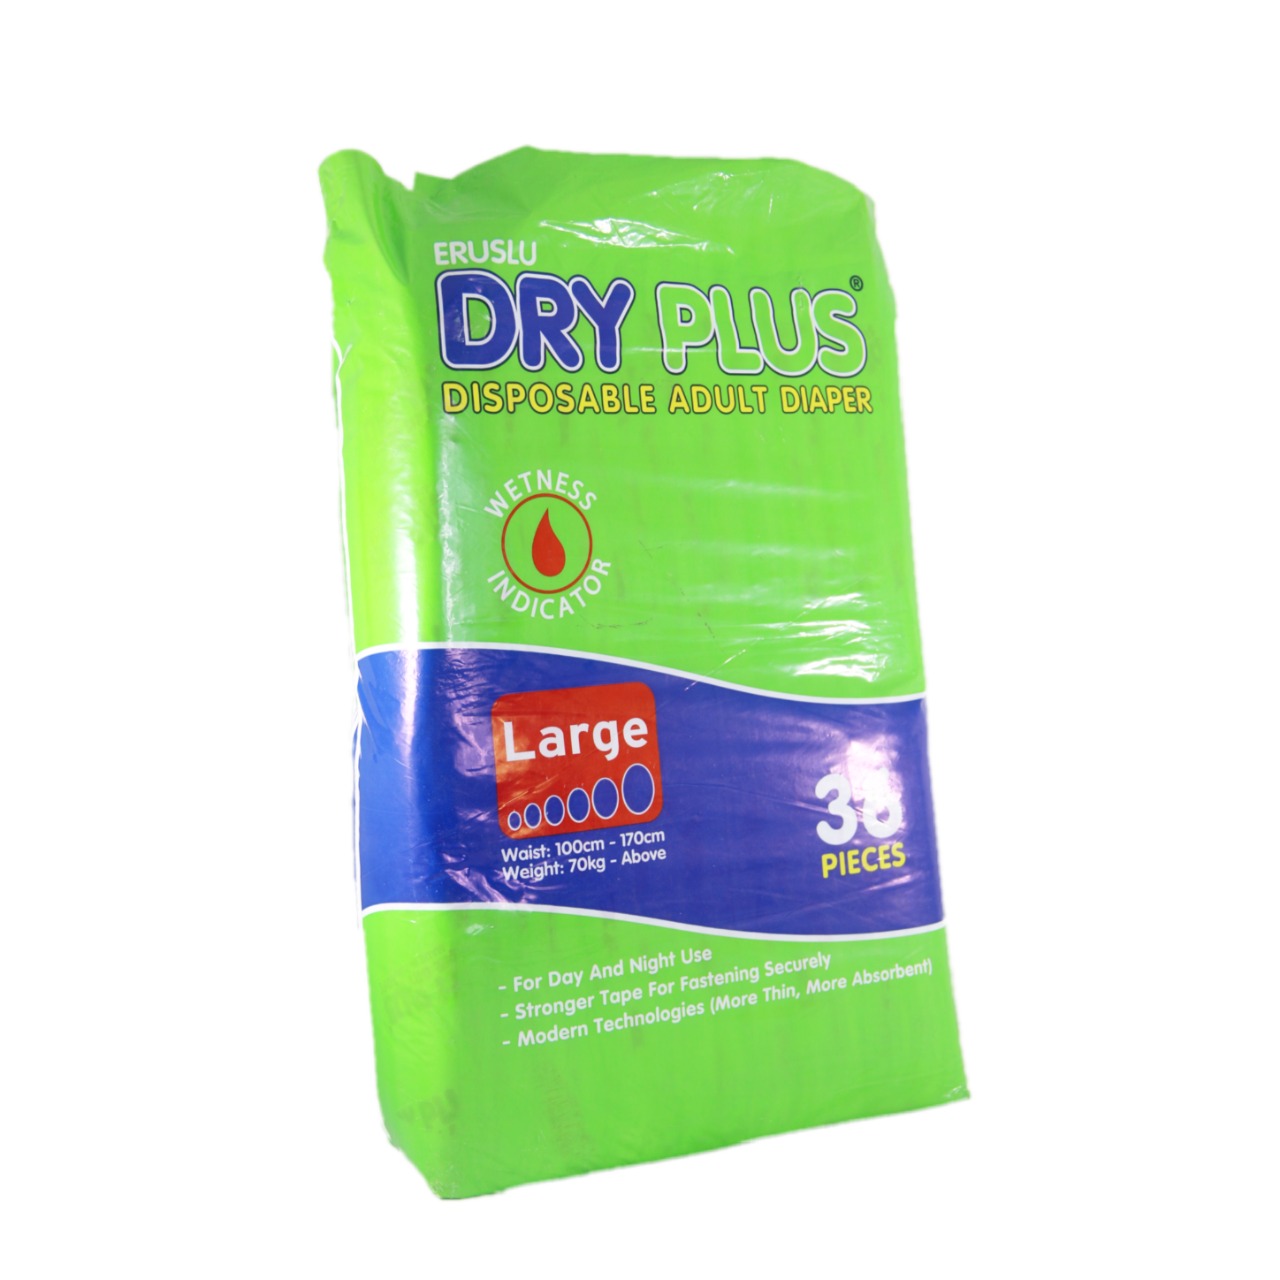 ERUSLU
DRY PLUS®
DISPOSABLE ADULT DIAPER
WETNESS
INDICATOR
Large
Waist: 100cm - 170cm
Weight: 70kg - Above
PIECES
- For Day And Night Use
- Stronger Tape For Fastening Securely
- Modern Technologies (More Thin, More Absorbent)